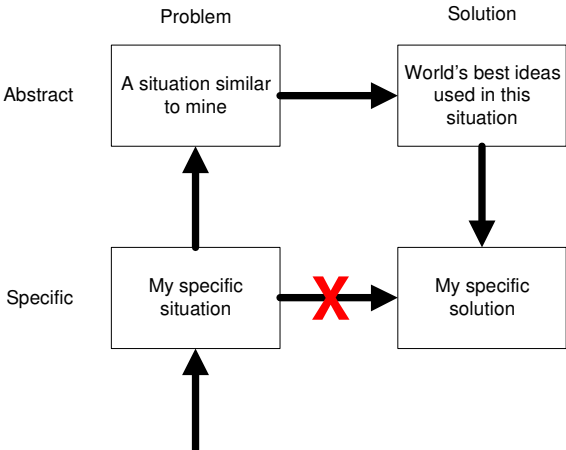 Problem
Solution
Abstract
A situation similar
to mine
World's best ideas
used in this
situation
Specific
My specific
situation
X
My specific
solution